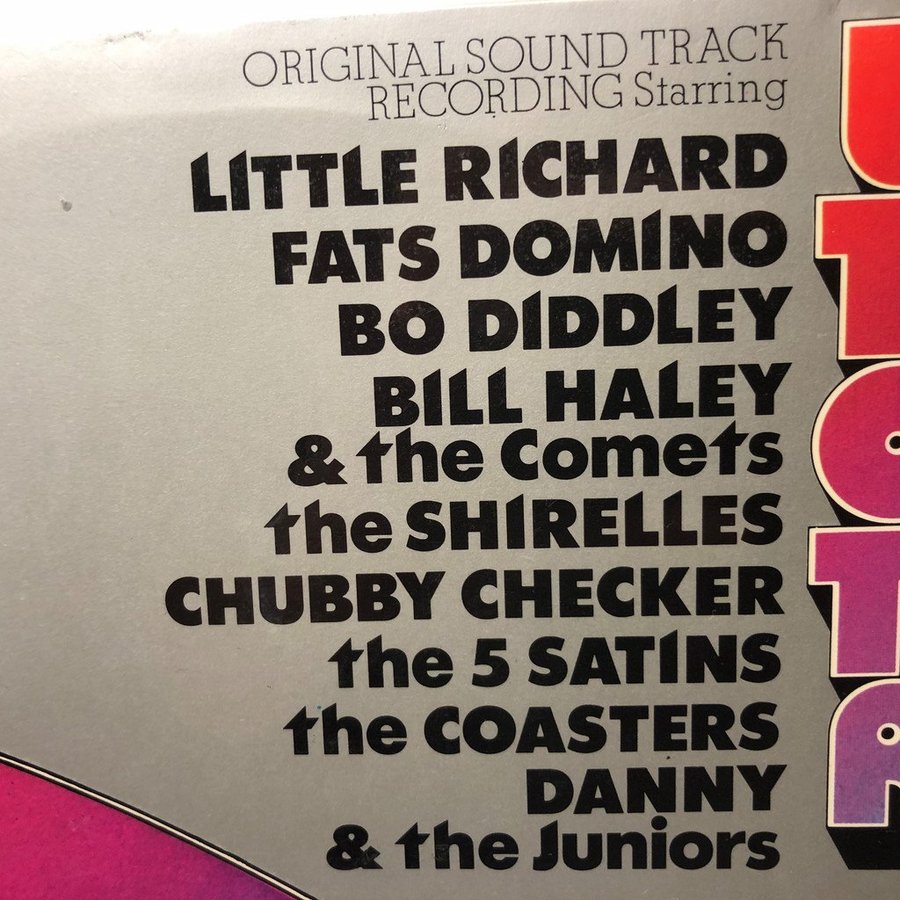 ORIGINAL SOUND TRACK
RECORDING Starring
LITTLE RICHARD
FATS DOMINO
BO DIDDLEY
BILL HALEY
& the Comets
the SHIRELLES
CHUBBY CHECKER
the 5 SATINS
the COASTERS
DANNY
& the Juniors